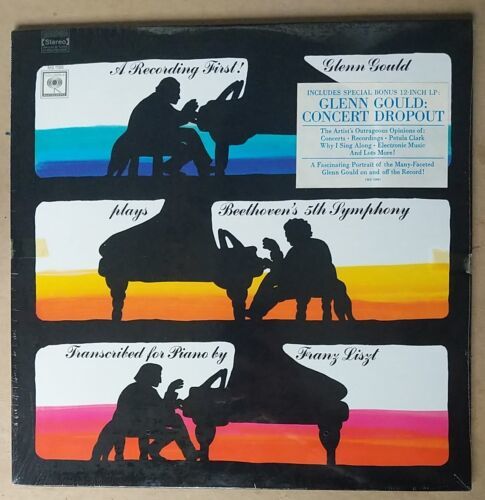 Stereo
A Recording First!
Glenn Gould
INCLUDES SPECIAL BONUS 12-INCH LP:
GLENN GOULD:
CONCERT DROPOUT
The Artist's Outrageous Opinions of:
Concerts · Recordings · Petula Clark
Why I Sing Along · Electronic Music
And Lots More!
A Fascinating Portrait of the Many-Faceted
Glenn Gould on and off the Record!
plays
Beethoven's 5th Symphony
Transcribed for Piano by
Franz Liszt